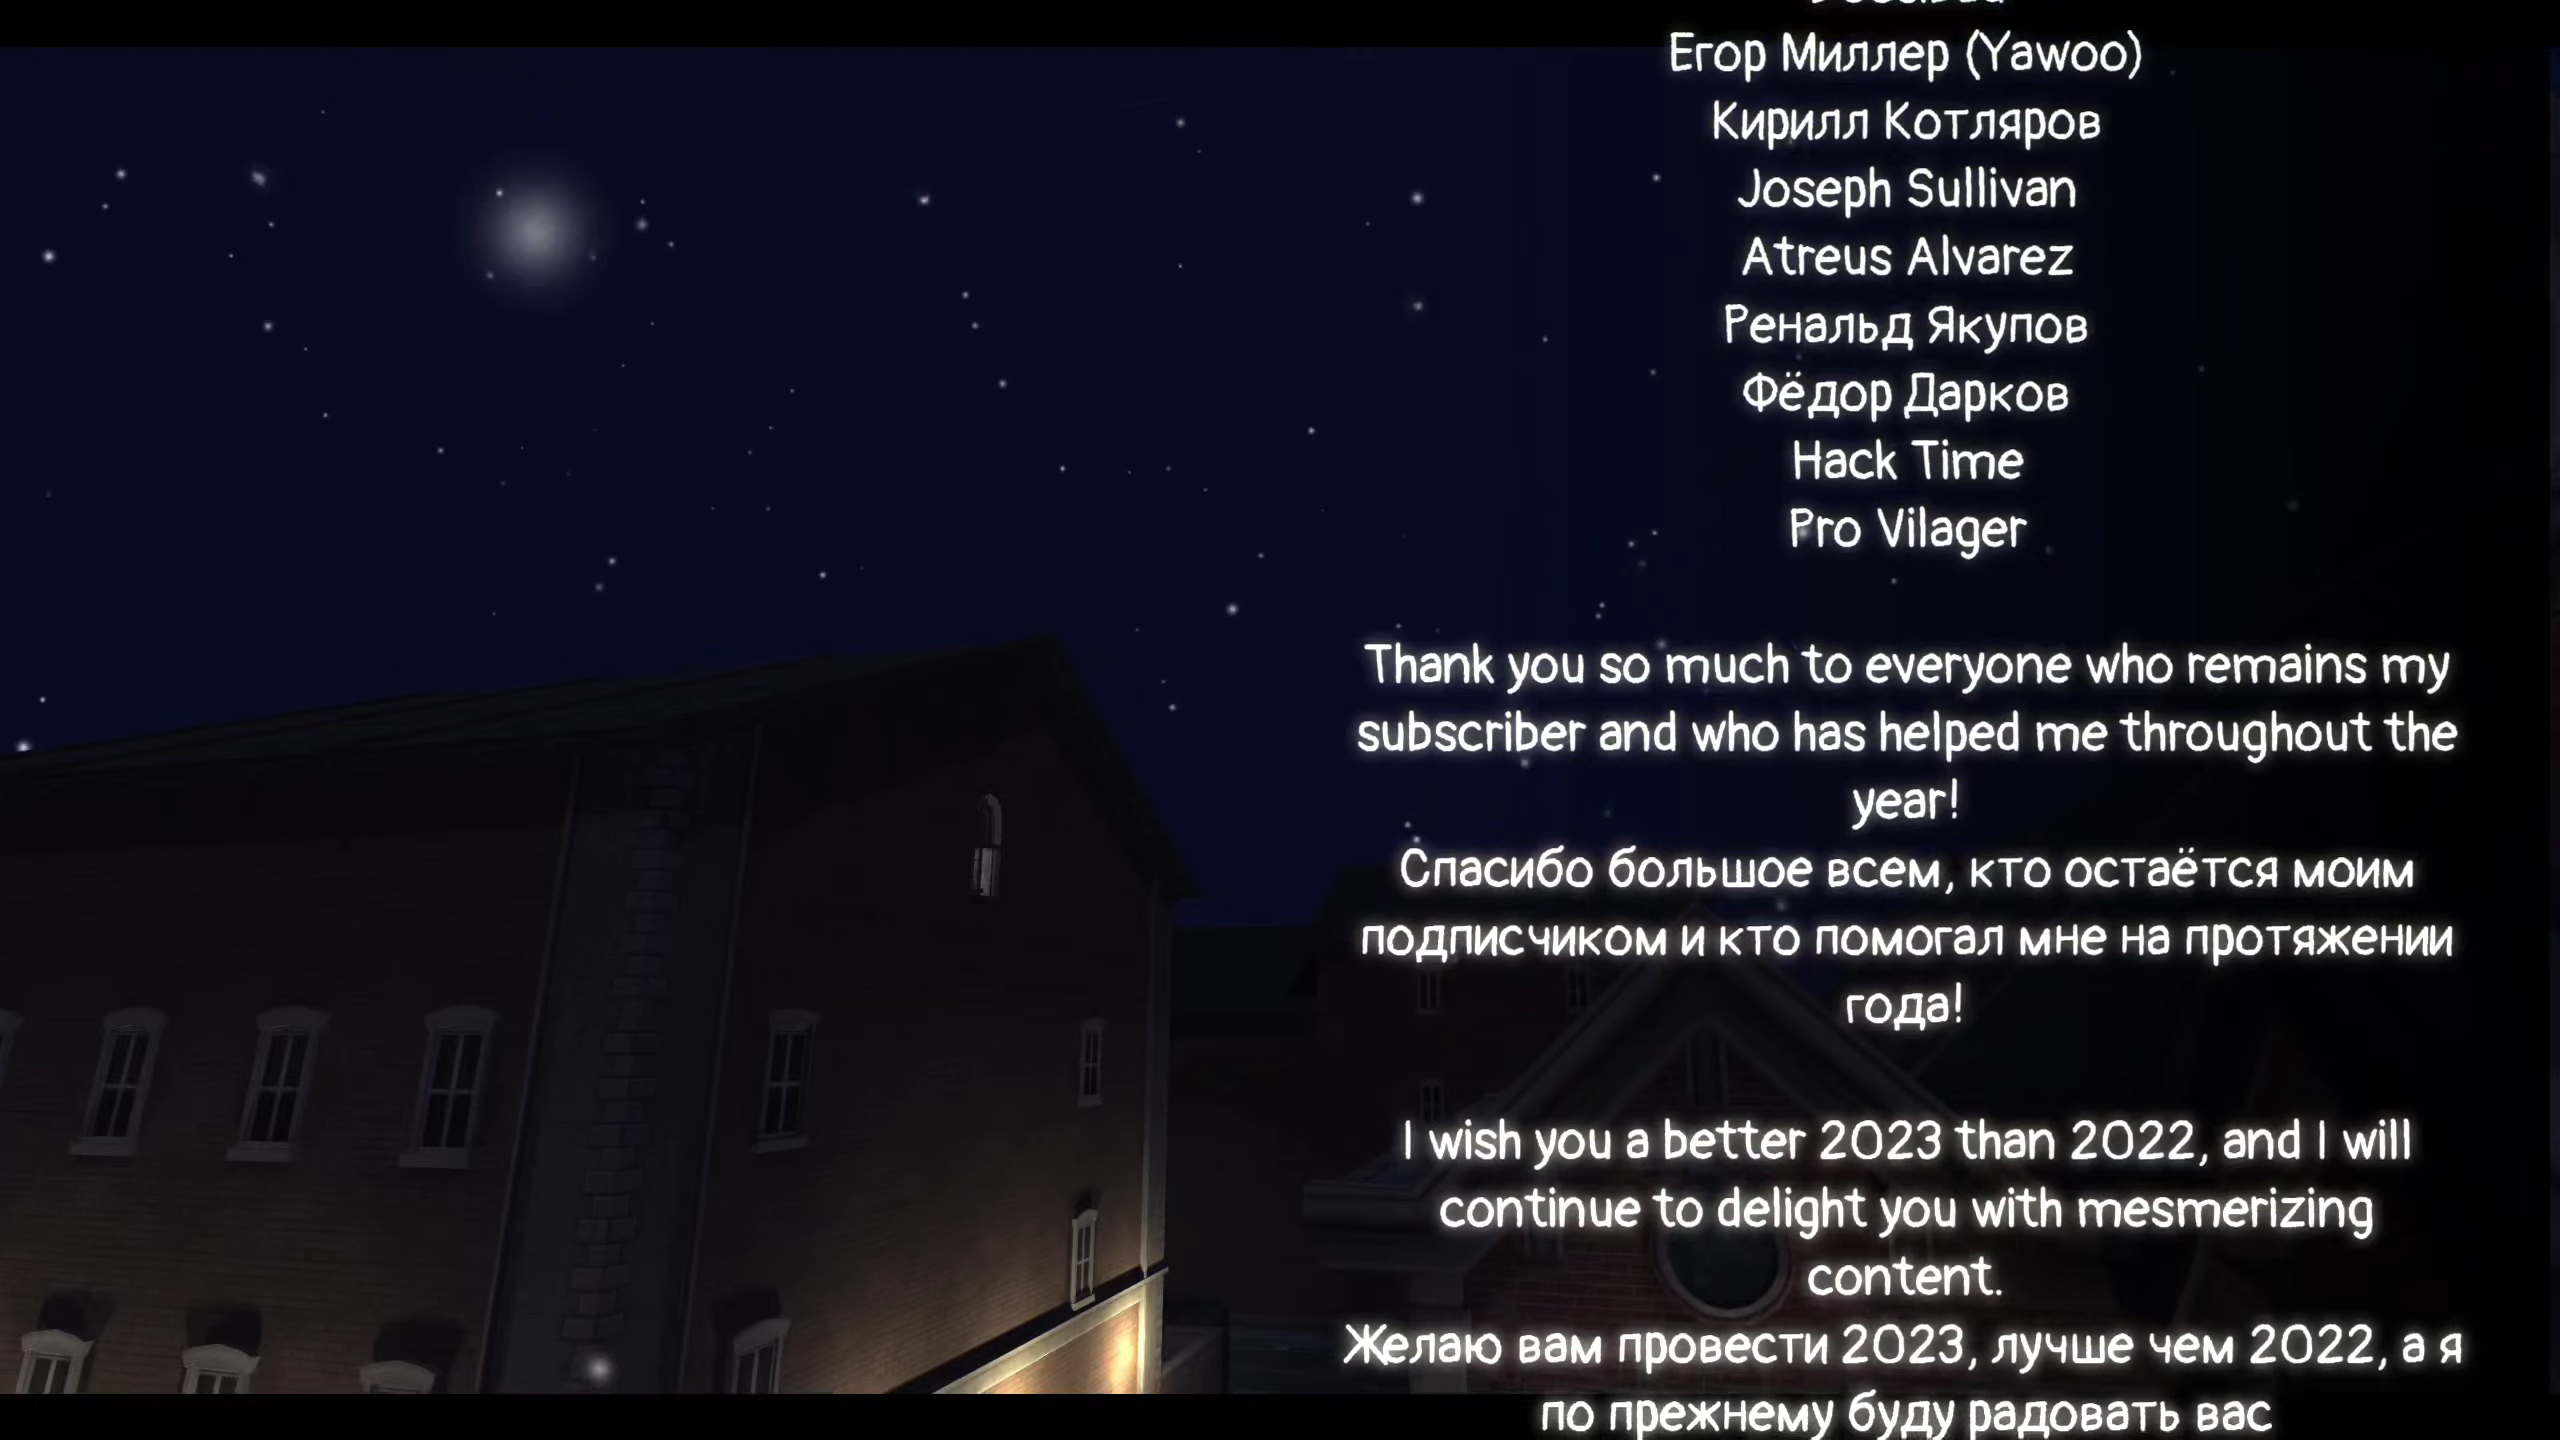 Егор Миллер (Yawoo)
Кирилл Котляров
Joseph Sullivan
Atreus Alvarez
Ренальд Якупов
Фёдор Дарков
Hack Time
Pro Vilager
Thank you so much to everyone who remains my
subscriber and who has helped me throughout the
year!
Спасибо большое всем, кто остаётся моим
подписчиком и кто помогал мне на протяжении
года!
I wish you a better 2023 than 2022, and I will
continue to delight you with mesmerizing
content.
Желаю вам провести 2023, лучше чем 2022, а я
по прежнему буду радовать вас